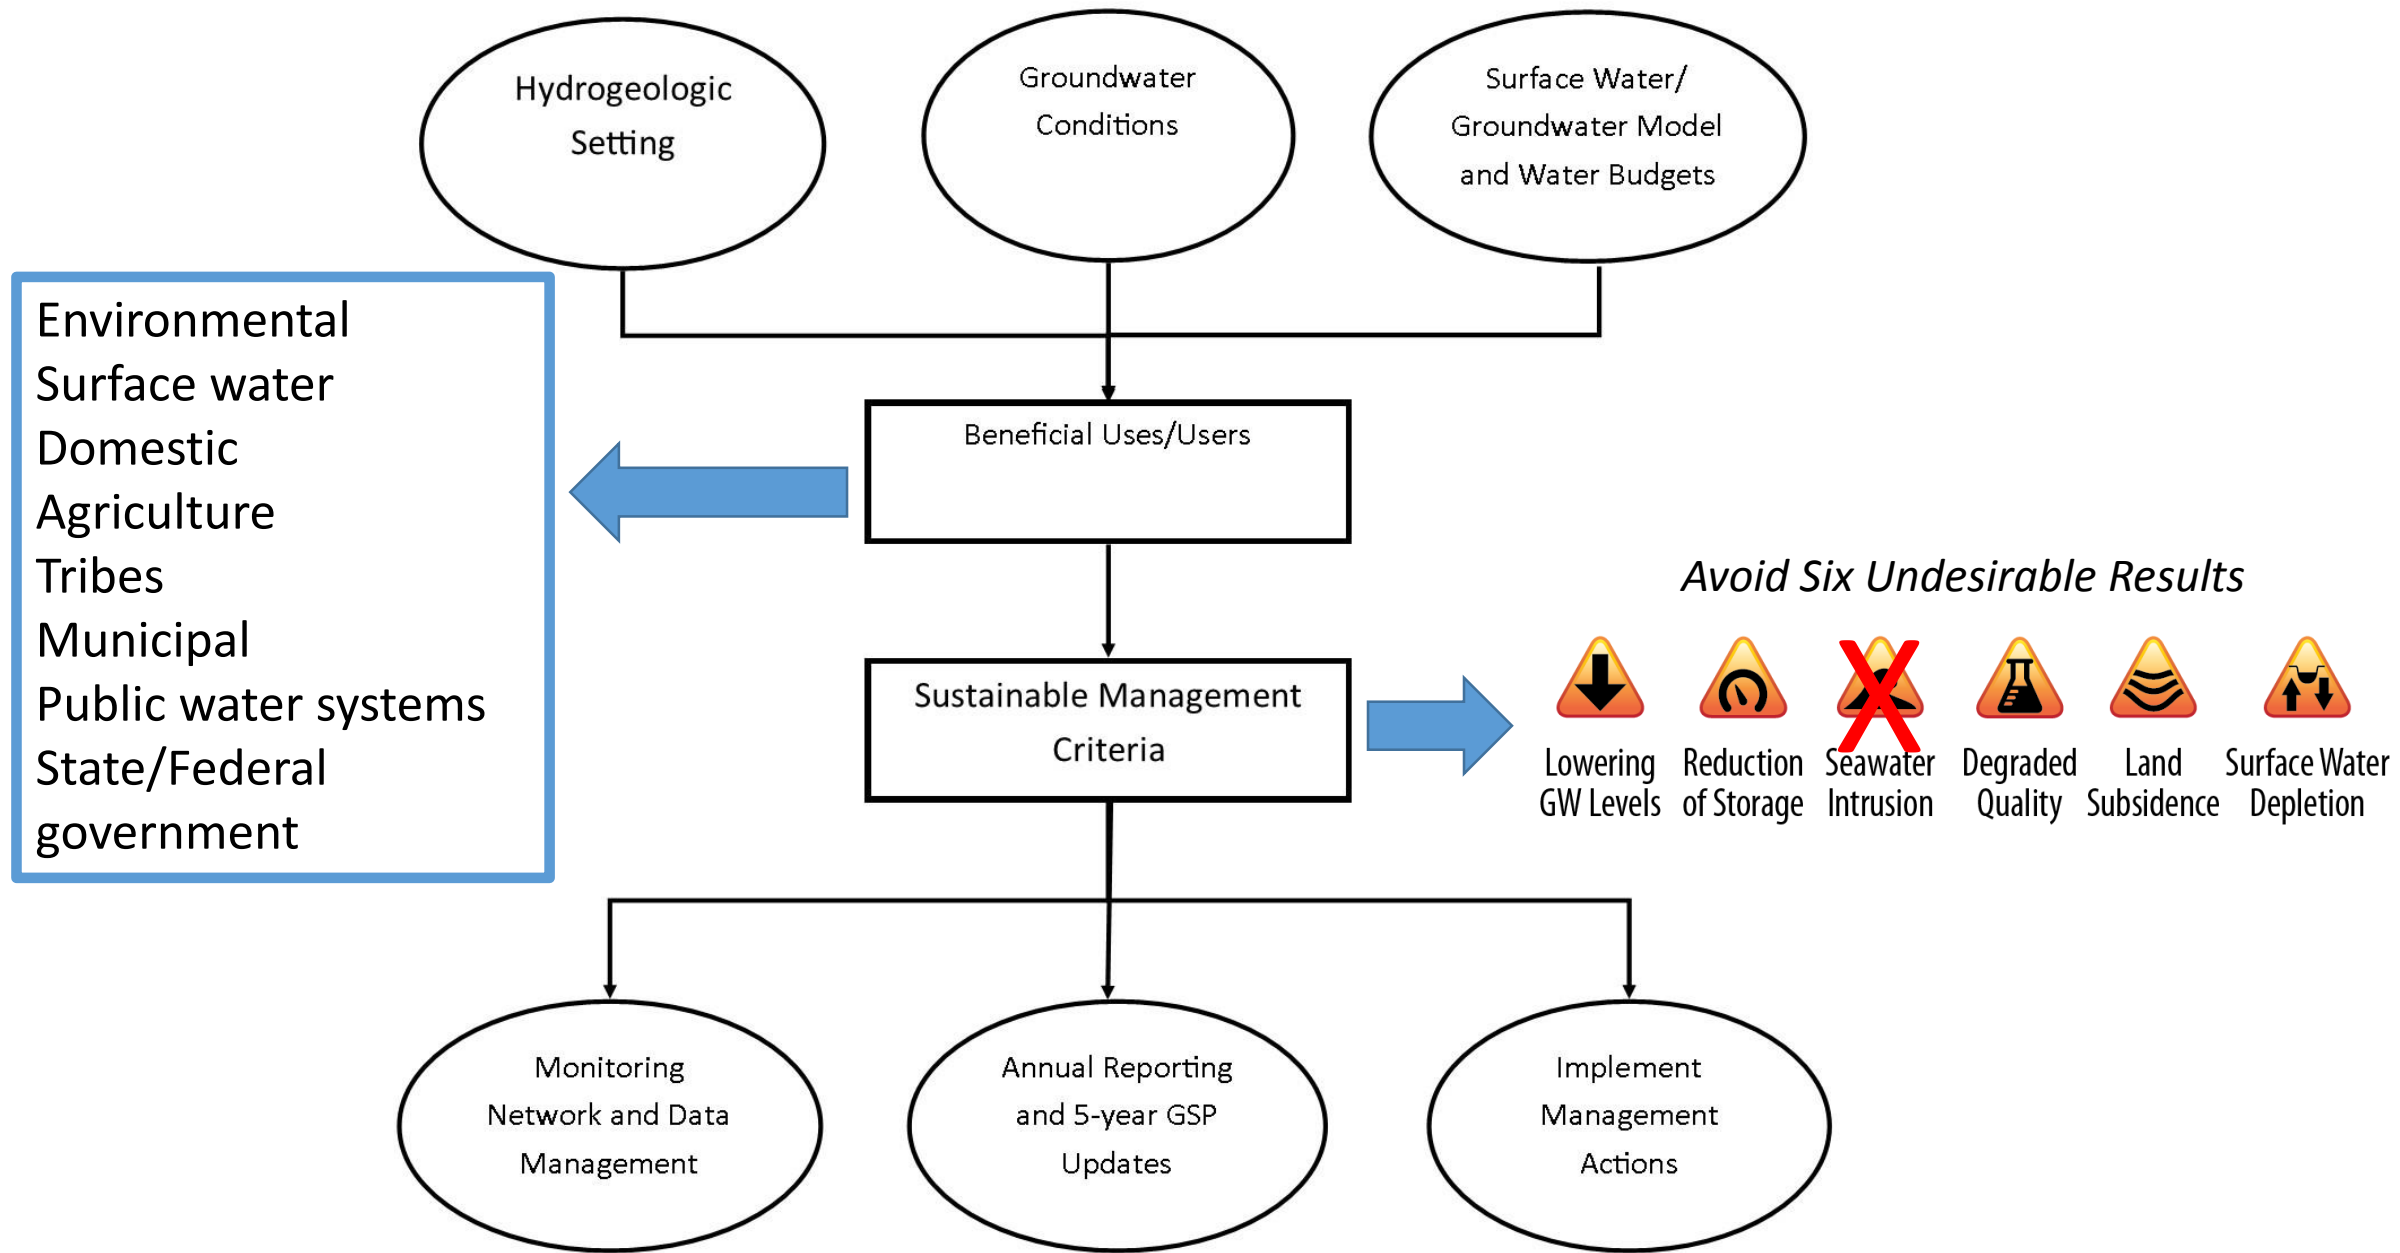 Hydrogeologic
Setting
Groundwater
Conditions
Surface Water/
Groundwater Model
and Water Budgets
Environmental
Surface water
Domestic
Agriculture
Tribes
Municipal
Public water systems
State/Federal
government
Beneficial Uses/Users
Sustainable Management
Criteria
Avoid Six Undesirable Results
X
Lowering
GW Levels
Reduction
of Storage
Seawater
Intrusion
Degraded
Quality
Land
Subsidence
Surface Water
Depletion
Monitoring
Network and Data
Management
Annual Reporting
and 5-year GSP
Updates
Implement
Management
Actions